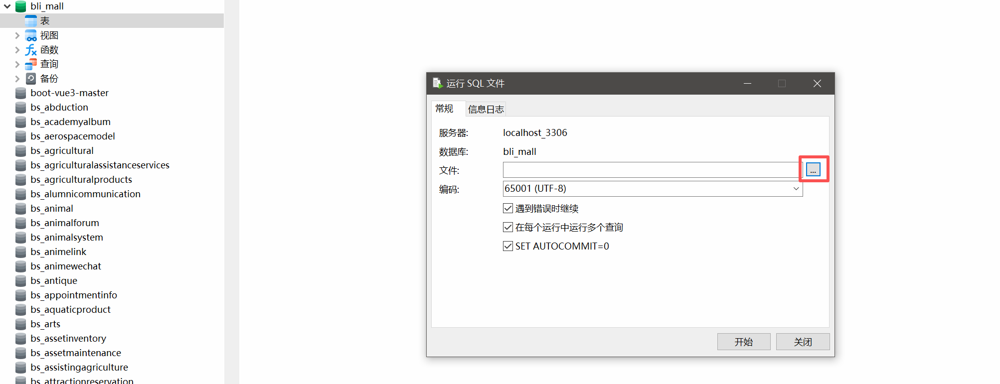 bli_mall
表
视图
函数
查询
备份
boot-vue3-master
bs_abduction
bs_academyalbum
bs_aerospacemodel
bs_agricultural
bs_agriculturalassistanceservices
bs_agriculturalproducts
bs_alumnicommunication
bs_animal
bs_animalforum
bs_animalsystem
bs_animelink
bs_animewechat
bs_antique
bs_appointmentinfo
bs_aquaticproduct
bs_arts
bs_assetinventory
bs_assetmaintenance
bs_assistingagriculture
bs_attractionreservation
运行 SQL 文件
常规 信息日志
服务器: localhost_3306
数据库: bli_mall
文件: ...
编码: 65001 (UTF-8)
遇到错误时继续
在每个运行中运行多个查询
SET AUTOCOMMIT=0
开始 关闭